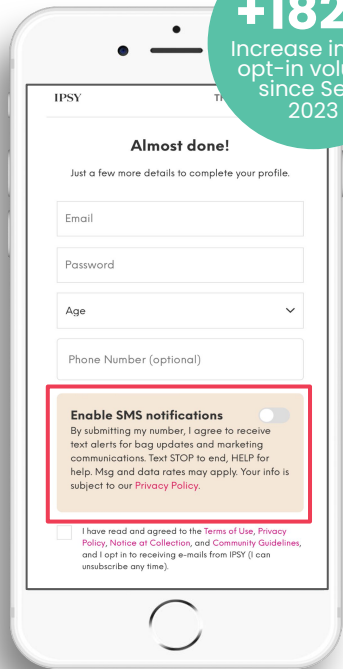 +182
Increase in
opt-in
since
2023
IPSY
Almost done!
Just a few more details to complete your profile.
Email
Password
Age
Phone Number (optional)
Enable SMS notifications
By submitting my number, I agree to receive
text alerts for bag updates and marketing
communications. Text STOP to end, HELP for
help. Msg and data rates may apply. Your info is
subject to our Privacy Policy.
I have read and agreed to the Terms of Use, Privacy
Policy, Notice at Collection, and Community Guidelines,
and I opt in to receiving e-mails from IPSY (I can
unsubscribe any time).